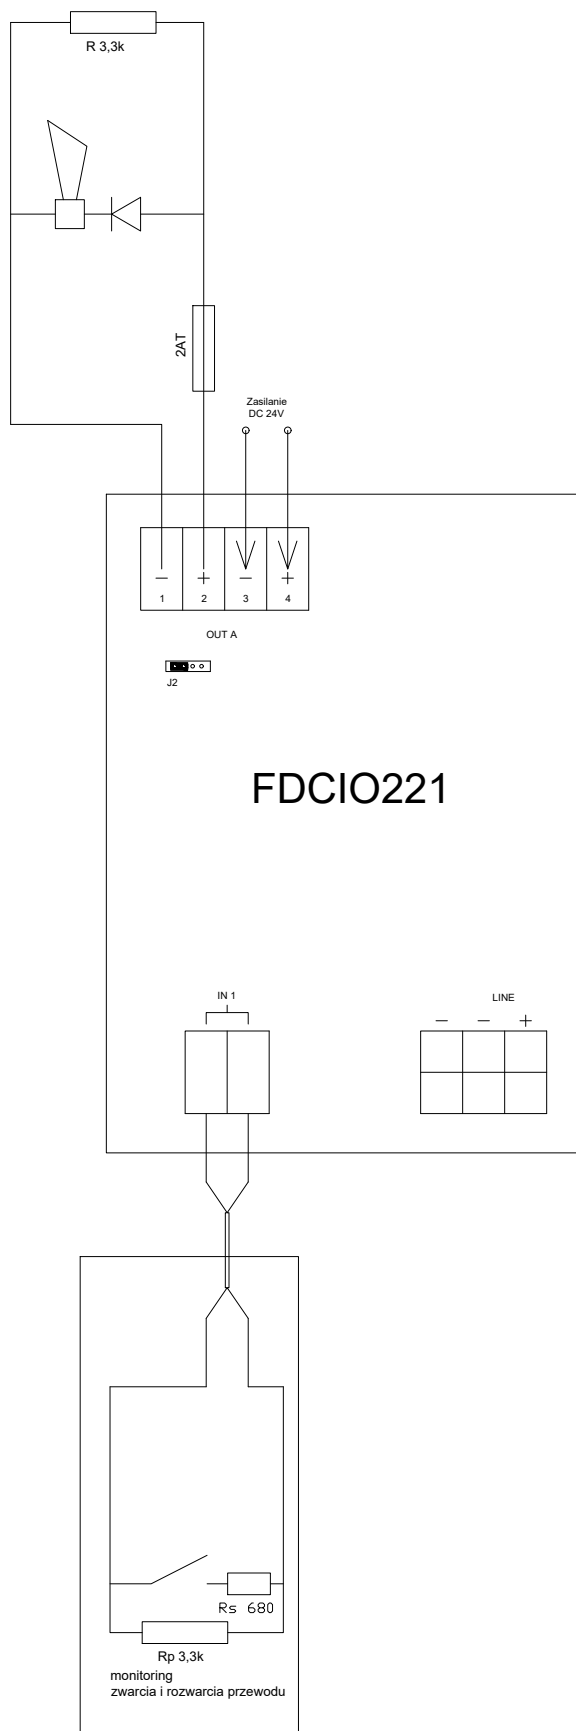 R 3,3k
2AT
Zasilanie
DC 24V
− + − +
1 2 3 4
OUT A
J2
FDCIO221
IN 1
LINE
− − +
Rs 680
Rp 3,3k
monitoring
zwarcia i rozwarcia przewodu